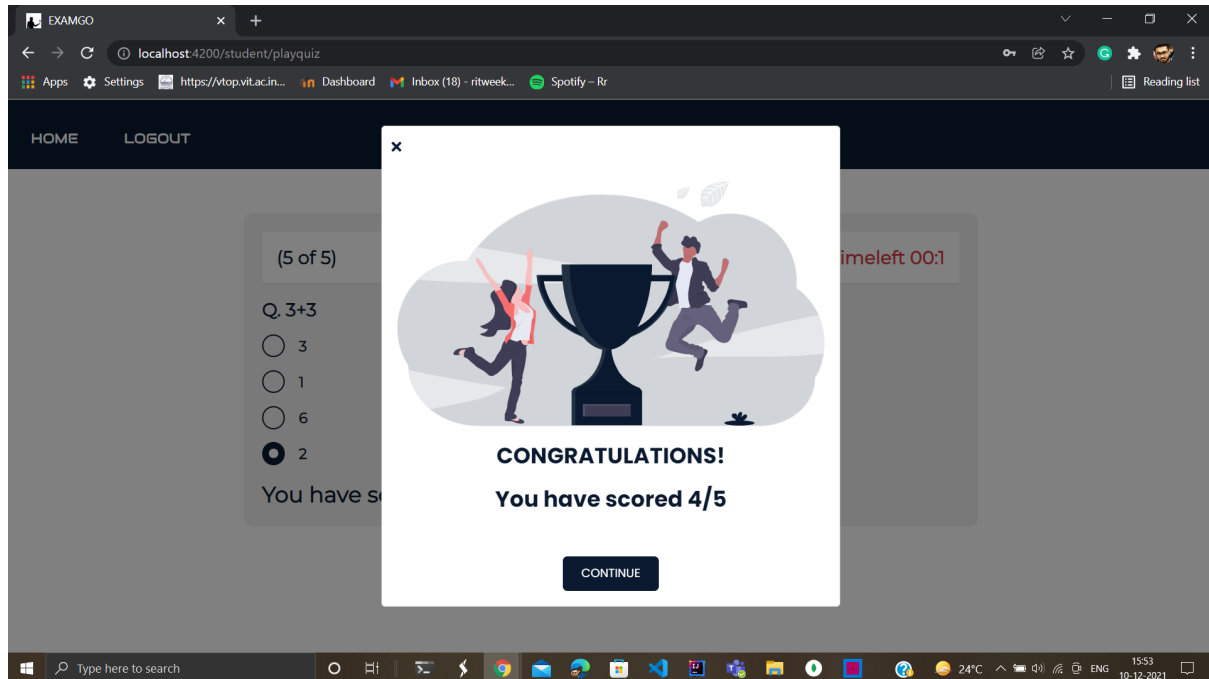 EXAMGO
localhost:4200/student/playquiz
Apps Settings https://vtop.vit.ac.in... Dashboard Inbox (18) - ritweek... Spotify – Rr Reading list
HOME LOGOUT
(5 of 5) imeleft 00:1
Q. 3+3
3
1
6
2
You have s
CONGRATULATIONS!
You have scored 4/5
CONTINUE
Type here to search 24°C ENG 15:53
10-12-2021